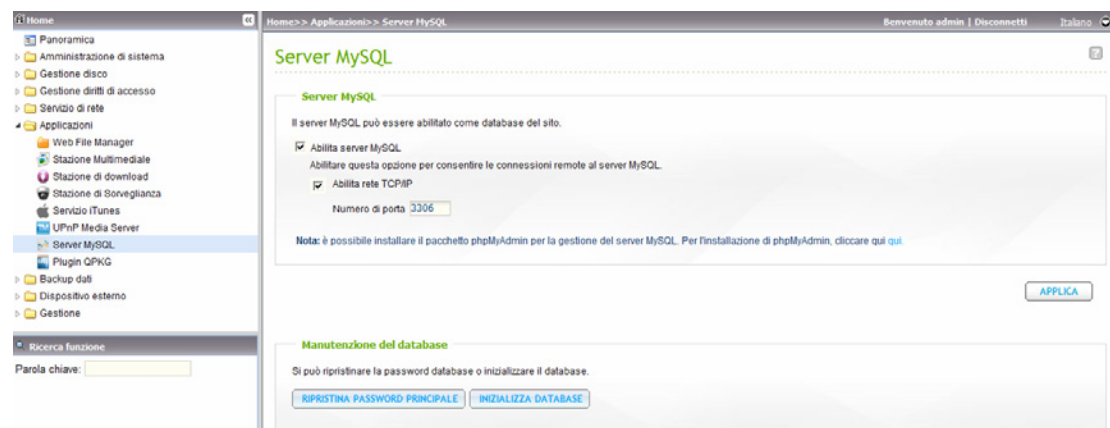 Home
Home>> Applicazioni>> Server MySQL
Benvenuto admin | Disconnetti
Italiano
Panoramica
Amministrazione di sistema
Gestione disco
Gestione diritti di accesso
Servizio di rete
Applicazioni
Web File Manager
Stazione Multimediale
Stazione di download
Stazione di Sorveglianza
Servizio iTunes
UPnP Media Server
Server MySQL
Plugin QPKG
Backup dati
Dispositivo esterno
Gestione
Ricerca funzione
Parola chiave:
Server MySQL
Server MySQL
Il server MySQL può essere abilitato come database del sito.
Abilita server MySQL
Abilitare questa opzione per consentire le connessioni remote al server MySQL.
Abilita rete TCP/IP
Numero di porta 3306
Nota: è possibile installare il pacchetto phpMyAdmin per la gestione del server MySQL. Per l'installazione di phpMyAdmin, cliccare qui qui.
APPLICA
Manutenzione del database
Si può ripristinare la password database o inizializzare il database.
RIPRISTINA PASSWORD PRINCIPALE
INIZIALIZZA DATABASE